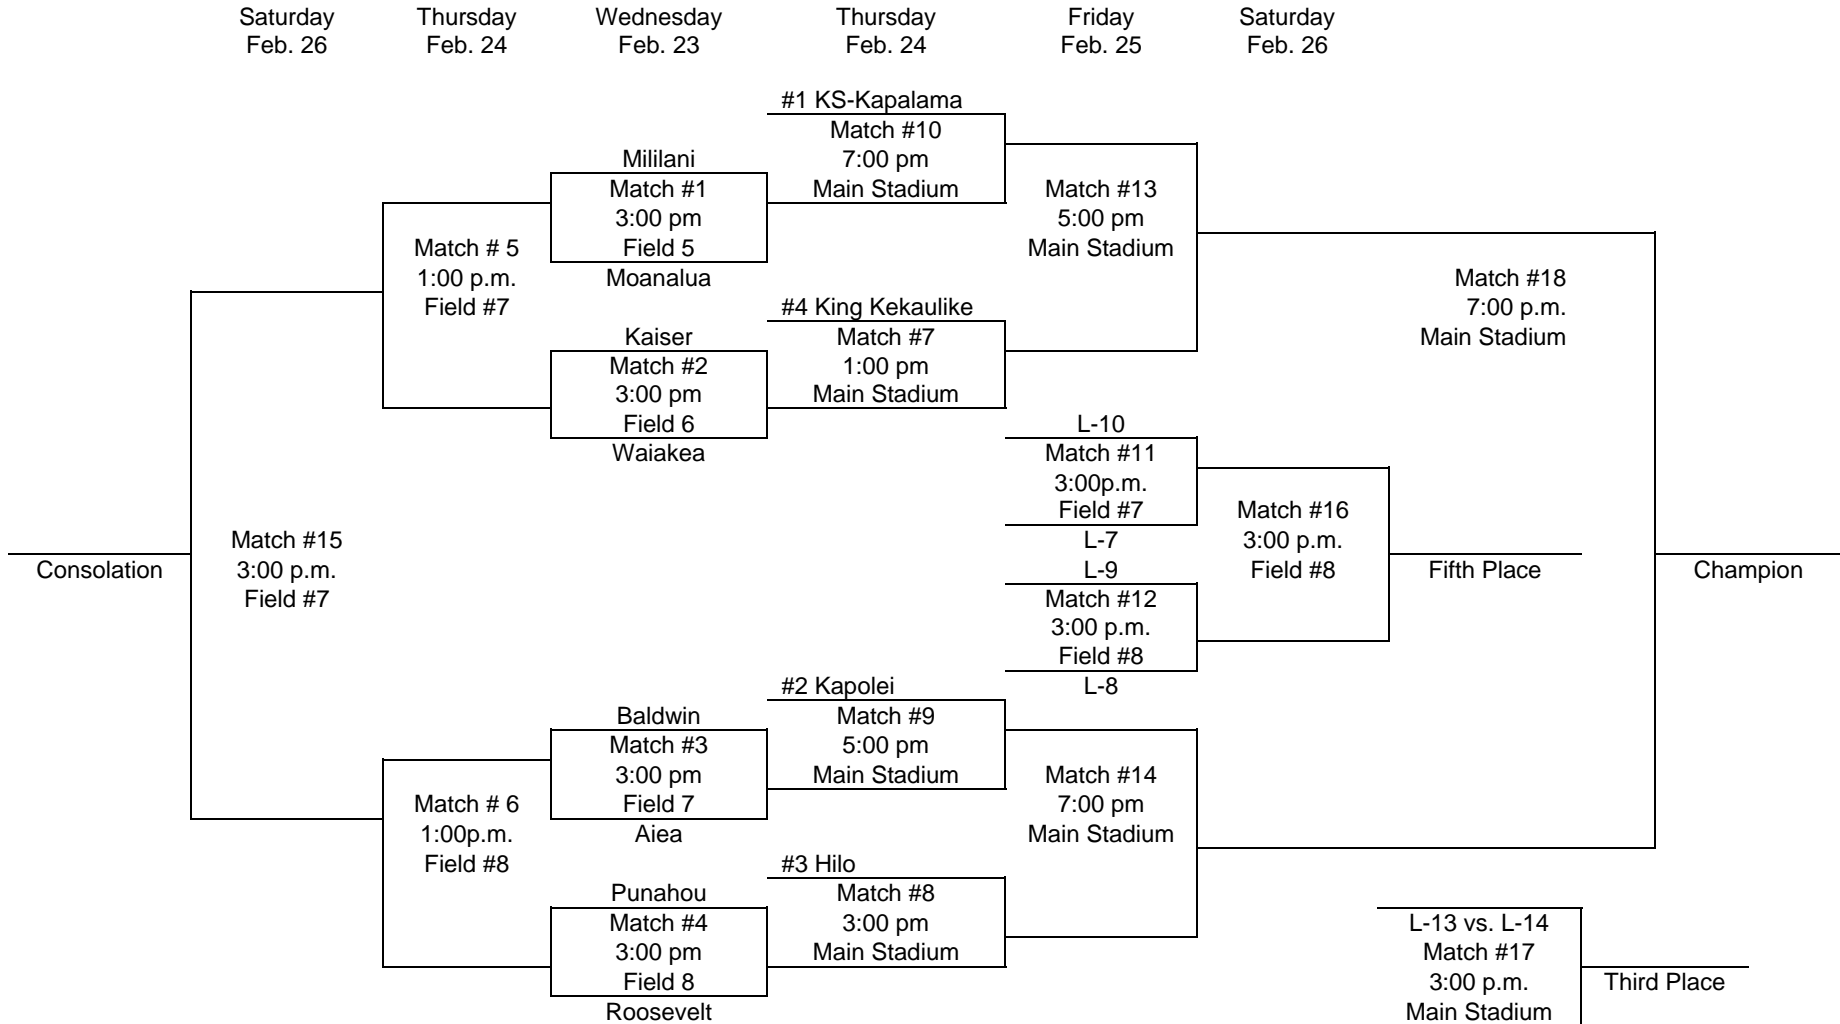 Saturday
Feb. 26
Thursday
Feb. 24
Wednesday
Feb. 23
Thursday
Feb. 24
Friday
Feb. 25
Saturday
Feb. 26
#1 KS-Kapalama
Match #10
7:00 pm
Main Stadium
Mililani
Match #1
3:00 pm
Field 5
Moanalua
Match #13
5:00 pm
Main Stadium
Match # 5
1:00 p.m.
Field #7
Match #18
7:00 p.m.
Main Stadium
#4 King Kekaulike
Match #7
1:00 pm
Main Stadium
Kaiser
Match #2
3:00 pm
Field 6
Waiakea
L-10
Match #11
3:00p.m.
Field #7
L-7
Match #16
3:00 p.m.
Field #8
Match #15
3:00 p.m.
Field #7
Consolation
Fifth Place
Champion
L-9
Match #12
3:00 p.m.
Field #8
L-8
#2 Kapolei
Match #9
5:00 pm
Main Stadium
Baldwin
Match #3
3:00 pm
Field 7
Aiea
Match #14
7:00 pm
Main Stadium
Match # 6
1:00p.m.
Field #8
#3 Hilo
Match #8
3:00 pm
Main Stadium
Punahou
Match #4
3:00 pm
Field 8
Roosevelt
L-13 vs. L-14
Match #17
3:00 p.m.
Main Stadium
Third Place